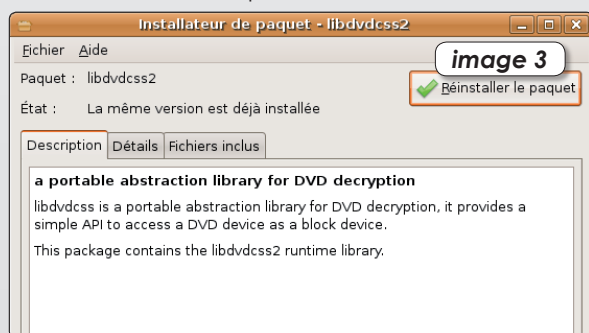 Installateur de paquet - libdvdcss2
Fichier Aide
image 3
Paquet : libdvdcss2
Réinstaller le paquet
État : La même version est déjà installée
Description Détails Fichiers inclus
a portable abstraction library for DVD decryption
libdvdcss is a portable abstraction library for DVD decryption, it provides a
simple API to access a DVD device as a block device.
This package contains the libdvdcss2 runtime library.